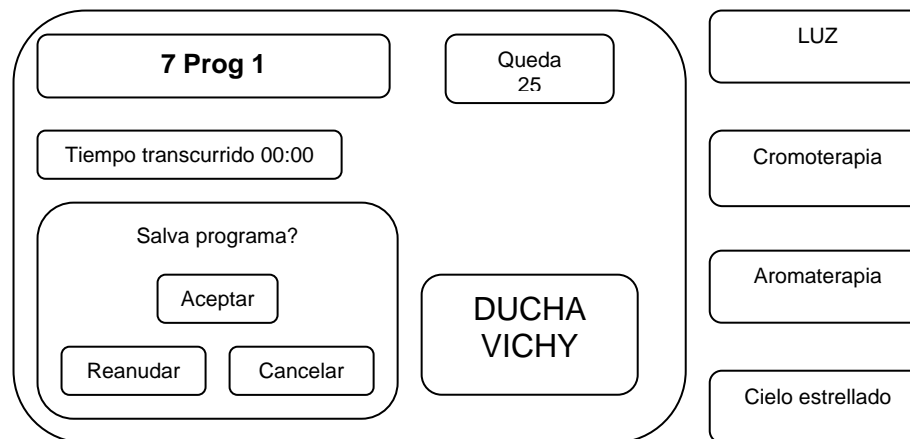 7 Prog 1
Queda
25
Tiempo transcurrido 00:00
Salva programa?
Aceptar
Reanudar
Cancelar
DUCHA
VICHY
LUZ
Cromoterapia
Aromaterapia
Cielo estrellado